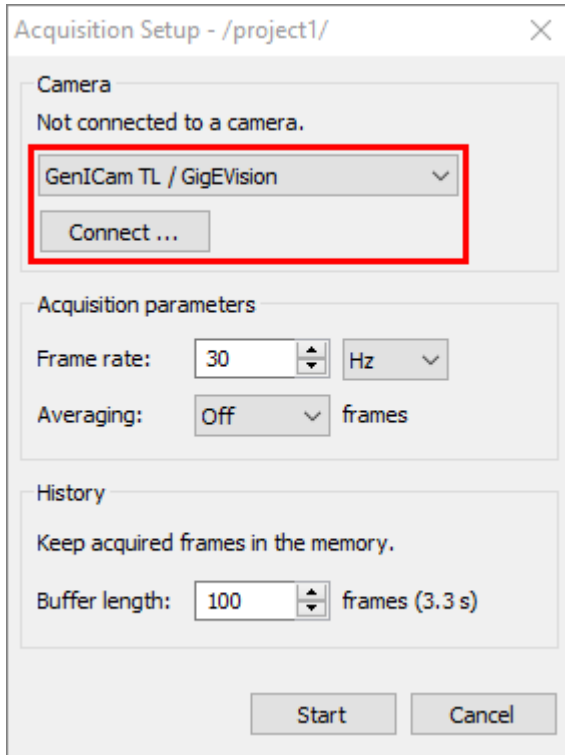 Acquisition Setup - /project1/
Camera
Not connected to a camera.
GenICam TL / GigEVision
Connect ...
Acquisition parameters
Frame rate: 30 Hz
Averaging: Off frames
History
Keep acquired frames in the memory.
Buffer length: 100 frames (3.3 s)
Start Cancel